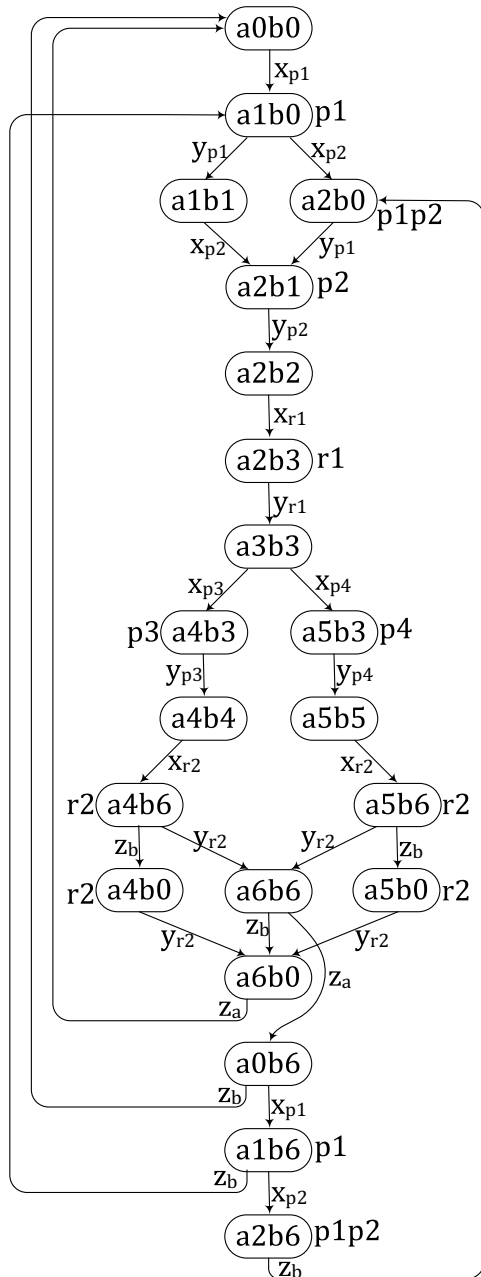 a0b0
xp1
a1b0 p1
yp1 xp2
a1b1 a2b0
p1p2
xp2 yp1
a2b1 p2
yp2
a2b2
xr1
a2b3 r1
yr1
a3b3
xp3 xp4
p3 a4b3 a5b3 p4
yp3 yp4
a4b4 a5b5
xr2 xr2
r2 a4b6 a5b6 r2
zb yr2 yr2 zb
r2 a4b0 a6b6 a5b0 r2
yr2 zb yr2
a6b0 za
za
a0b6
zb xp1
a1b6 p1
zb xp2
a2b6 p1p2
zb